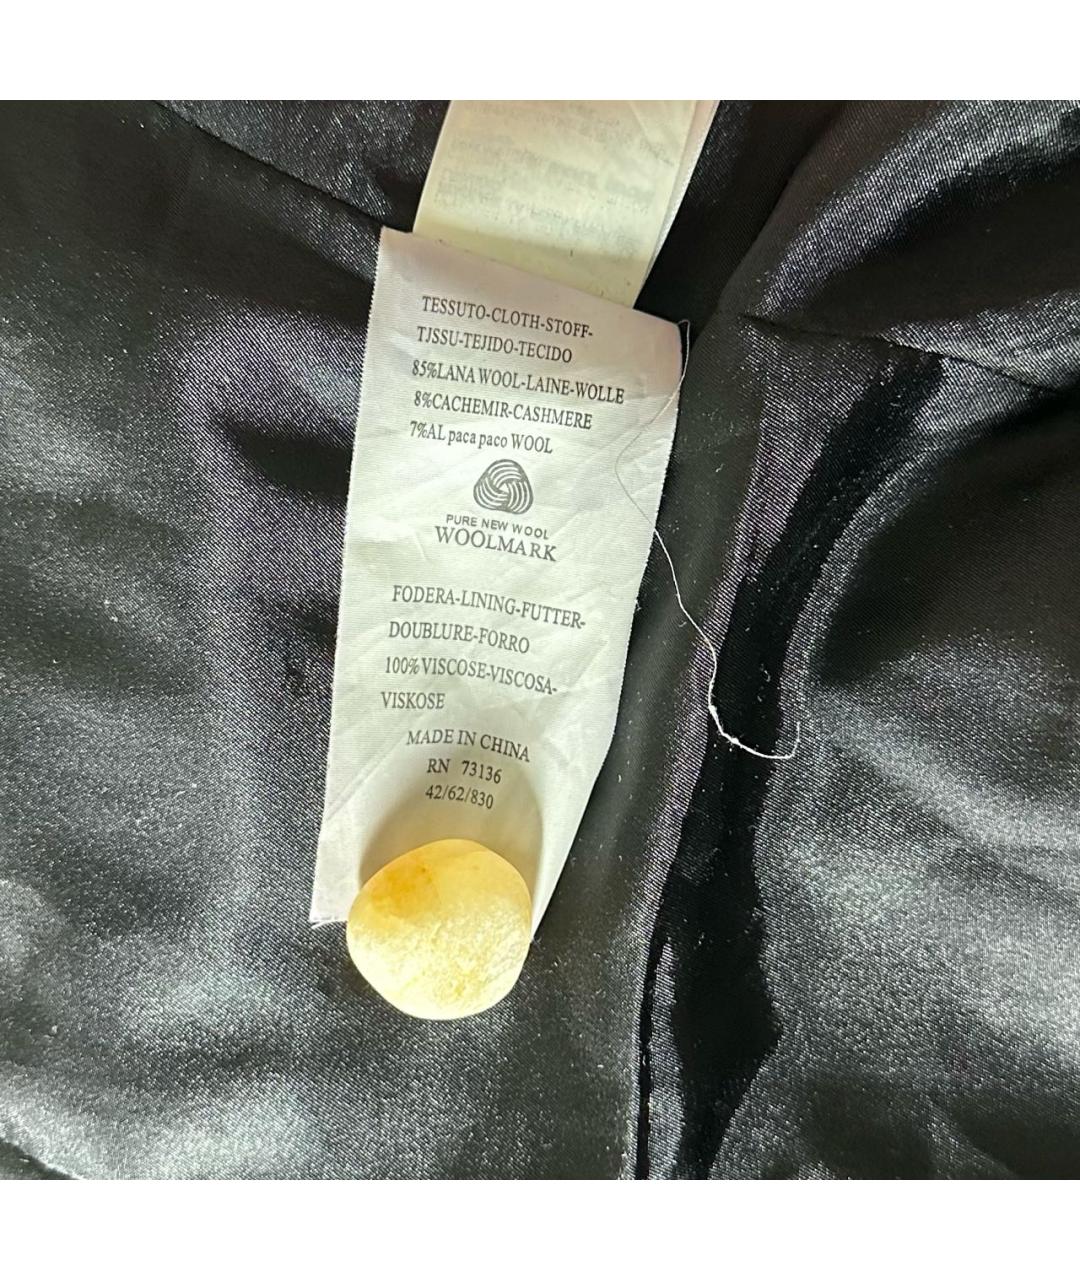 TESSUTO-CLOTH-STOFF-
TJSSU-TEJIDO-TECIDO
85%LANA WOOL-LAINE-WOLLE
8%CACHEMIR-CASHMERE
7%AL paca paco WOOL
PURE NEW WOOL
WOOLMARK
FODERA-LINING-FUTTER-
DOUBLURE-FORRO
100%VISCOSE-VISCOSA-
VISKOSE
MADE IN CHINA
RN 73136
42/62/830